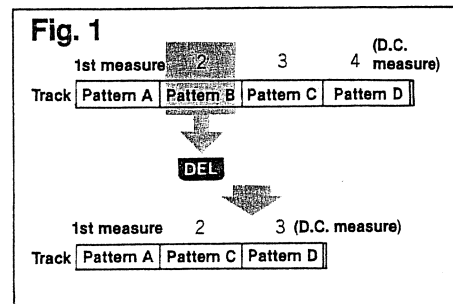 Fig. 1
1st measure 2 3 4 (D.C. measure)
Track Pattern A Pattern B Pattern C Pattern D
DEL
1st measure 2 3 (D.C. measure)
Track Pattern A Pattern C Pattern D